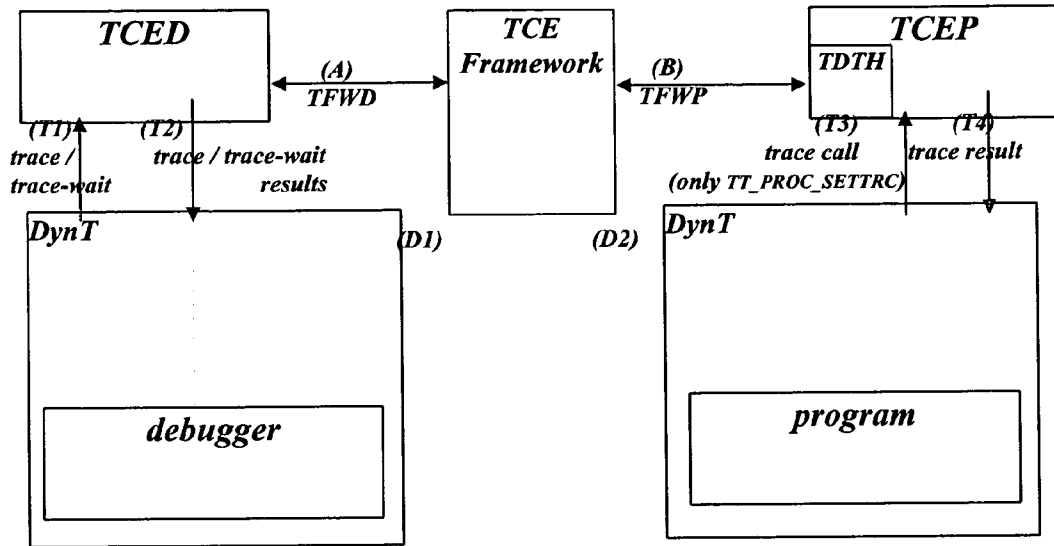 TCED
TCE
Framework
TCEP
TDTH
(A)
TFWD
(B)
TFWP
(T1)
(T2)
(T3)
(T4)
trace /
trace-wait
trace / trace-wait
results
trace call
(only TT_PROC_SETTRC)
trace result
DynT
(D1)
(D2)
DynT
debugger
program